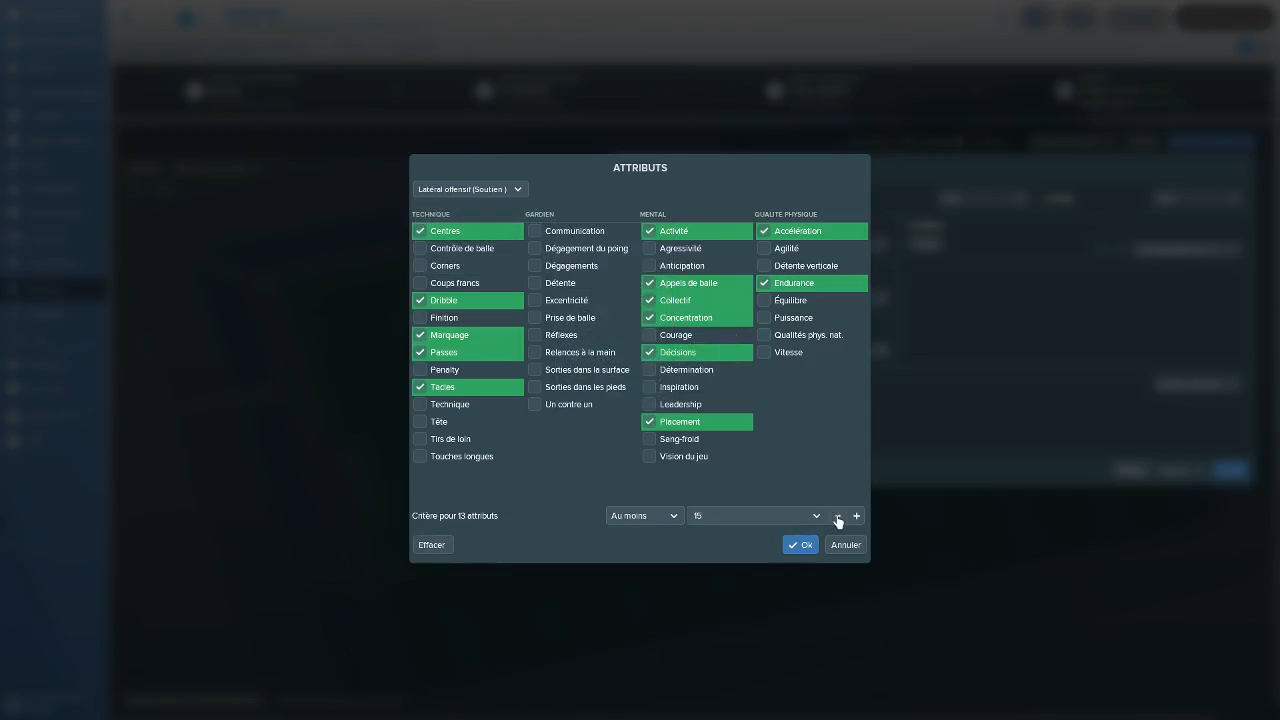 ATTRIBUTS
Latéral offensif (Soutien )
TECHNIQUE
Centres
Contrôle de balle
Corners
Coups francs
Dribble
Finition
Marquage
Passes
Penalty
Tacles
Technique
Tête
Tirs de loin
Touches longues
GARDIEN
Communication
Dégagement du poing
Dégagements
Détente
Excentricité
Prise de balle
Réflexes
Relances à la main
Sorties dans la surface
Sorties dans les pieds
Un contre un
MENTAL
Activité
Agressivité
Anticipation
Appels de balle
Collectif
Concentration
Courage
Décisions
Détermination
Inspiration
Leadership
Placement
Sang-froid
Vision du jeu
QUALITÉ PHYSIQUE
Accélération
Agilité
Détente verticale
Endurance
Équilibre
Puissance
Qualités phys. nat.
Vitesse
Critère pour 13 attributs
Au moins
15
Effacer
Ok
Annuler